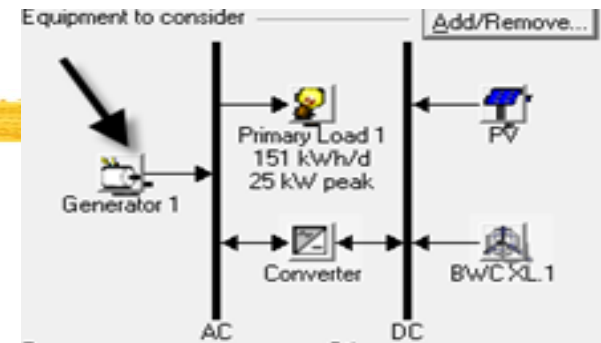 Equipment to consider
Add/Remove...
Primary Load 1
151 kWh/d
25 kW peak
PV
Generator 1
Converter
BWC XL.1
AC
DC